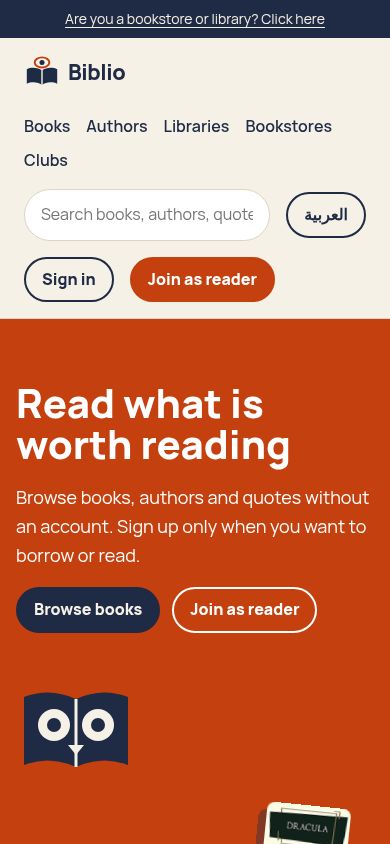 Are you a bookstore or library? Click here
Biblio
Books Authors Libraries Bookstores
Clubs
Search books, authors, quote
العربية
Sign in Join as reader
Read what is
worth reading
Browse books, authors and quotes without
an account. Sign up only when you want to
borrow or read.
Browse books Join as reader
DRACULA